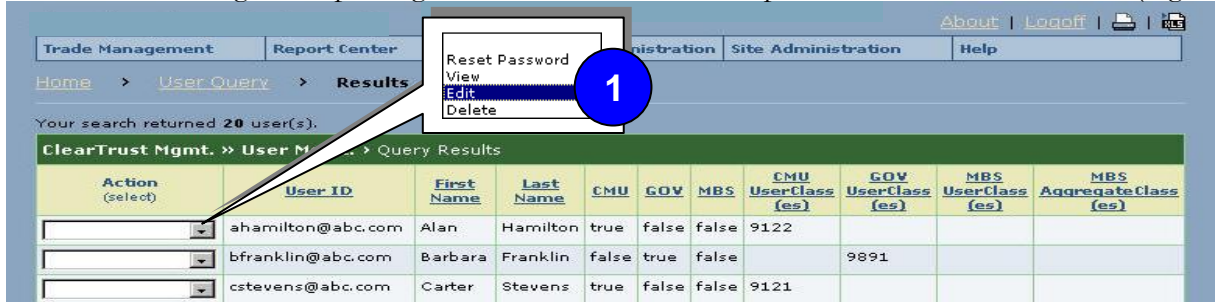 About | Logoff |
Trade Management Report Center nistration Site Administration Help
Reset Password
View
Edit
Delete
1
Home > User Query > Results
Your search returned 20 user(s).
ClearTrust Mgmt. » User M > Query Results
Action (select) User ID First Name Last Name CMU GOV MBS CMU UserClass (es) GOV UserClass (es) MBS UserClass (es) MBS AggregateClass (es)
ahamilton@abc.com Alan Hamilton true false false 9122
bfranklin@abc.com Barbara Franklin false true false 9891
cstevens@abc.com Carter Stevens true false false 9121